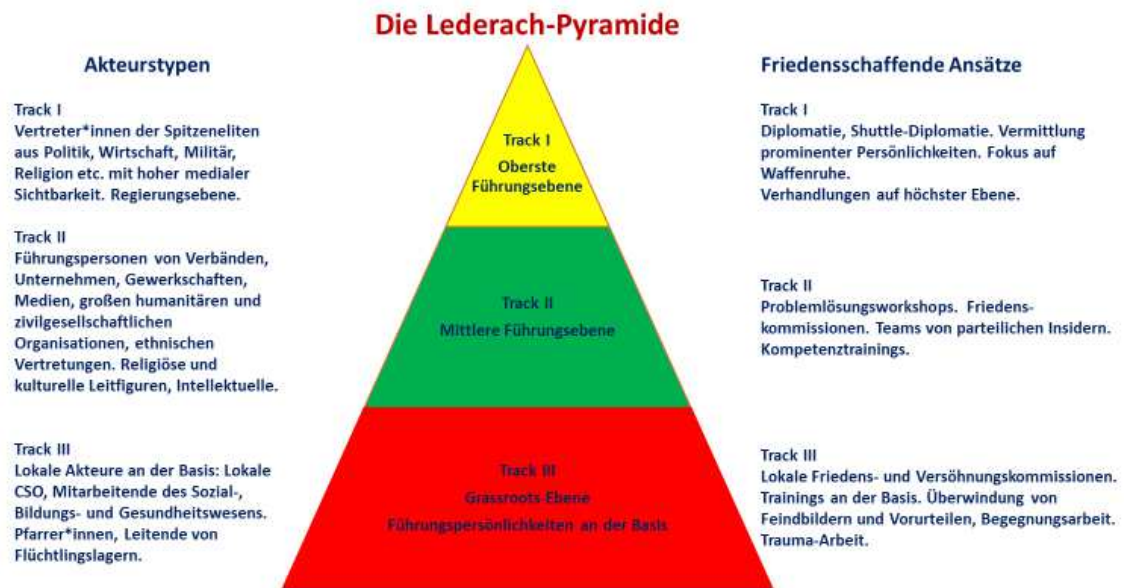 Die Lederach-Pyramide
Akteurstypen
Track I
Vertreter*innen der Spitzeneliten
aus Politik, Wirtschaft, Militär,
Religion etc. mit hoher medialer
Sichtbarkeit. Regierungsebene.
Track II
Führungspersonen von Verbänden,
Unternehmen, Gewerkschaften,
Medien, großen humanitären und
zivilgesellschaftlichen
Organisationen, ethnischen
Vertretungen. Religiöse und
kulturelle Leitfiguren, Intellektuelle.
Track III
Lokale Akteure an der Basis: Lokale
CSO, Mitarbeitende des Sozial-,
Bildungs- und Gesundheitswesens.
Pfarrer*innen, Leitende von
Flüchtlingslagern.
Track I
Oberste
Führungsebene
Track II
Mittlere Führungsebene
Track III
Grassroots-Ebene
Führungspersönlichkeiten an der Basis
Friedensschaffende Ansätze
Track I
Diplomatie, Shuttle-Diplomatie. Vermittlung
prominenter Persönlichkeiten. Fokus auf
Waffenruhe.
Verhandlungen auf höchster Ebene.
Track II
Problemlösungsworkshops. Friedens-
kommissionen. Teams von parteilichen Insidern.
Kompetenztrainings.
Track III
Lokale Friedens- und Versöhnungskommissionen.
Trainings an der Basis. Überwindung von
Feindbildern und Vorurteilen, Begegnungsarbeit.
Trauma-Arbeit.